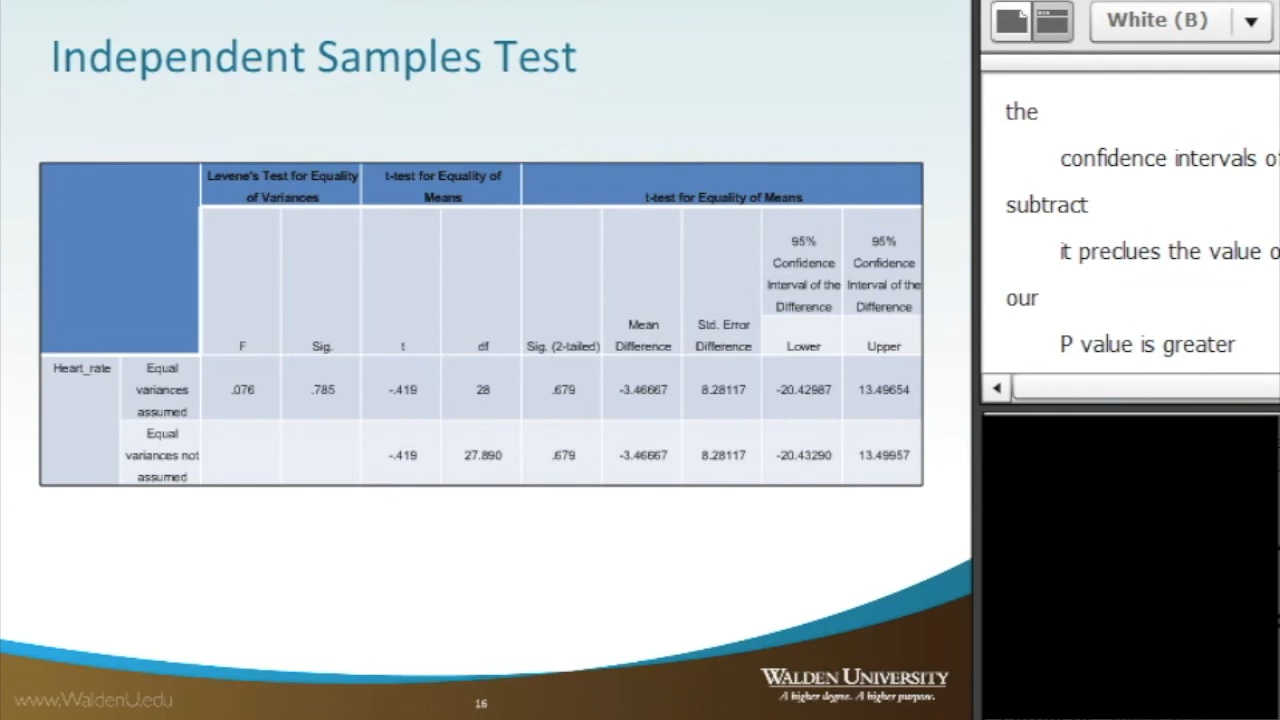 Independent Samples Test
Levene's Test for Equality
of Variances
t-test for Equality of
Means
t-test for Equality of Means
F
Sig.
t
df
Sig. (2-tailed)
Mean
Difference
Std. Error
Difference
95%
Confidence
Interval of the
Difference
Lower
95%
Confidence
Interval of the
Difference
Upper
Heart_rate
Equal
variances
assumed
.076 .785 -.419 28 .679 -3.46667 8.28117 -20.42987 13.49654
Equal
variances not
assumed
-.419 27.890 .679 -3.46667 8.28117 -20.43290 13.49957
www.WaldenU.edu
16
WALDEN UNIVERSITY
A higher degree. A higher purpose.
White (B)
the
confidence intervals of
subtract
it preclues the value o
our
P value is greater